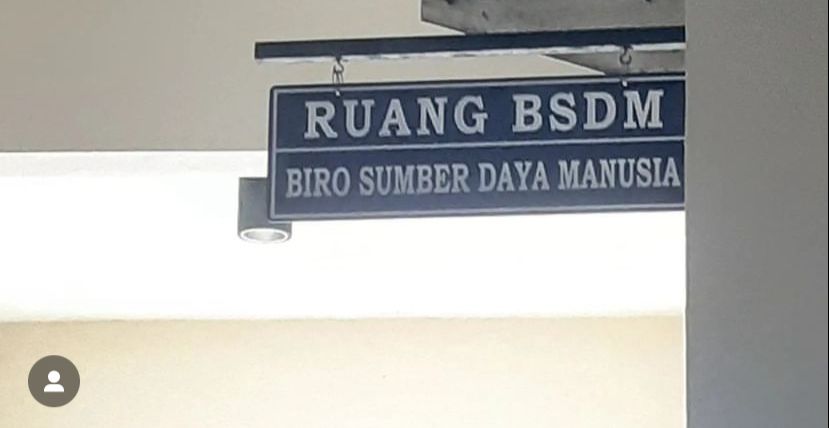 RUANG BSDM
BIRO SUMBER DAYA MANUSIA